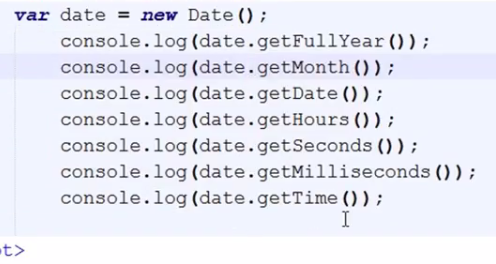 var date = new Date();
console.log(date.getFullYear());
console.log(date.getMonth());
console.log(date.getDate());
console.log(date.getHours());
console.log(date.getSeconds());
console.log(date.getMilliseconds());
console.log(date.getTime());
pt>